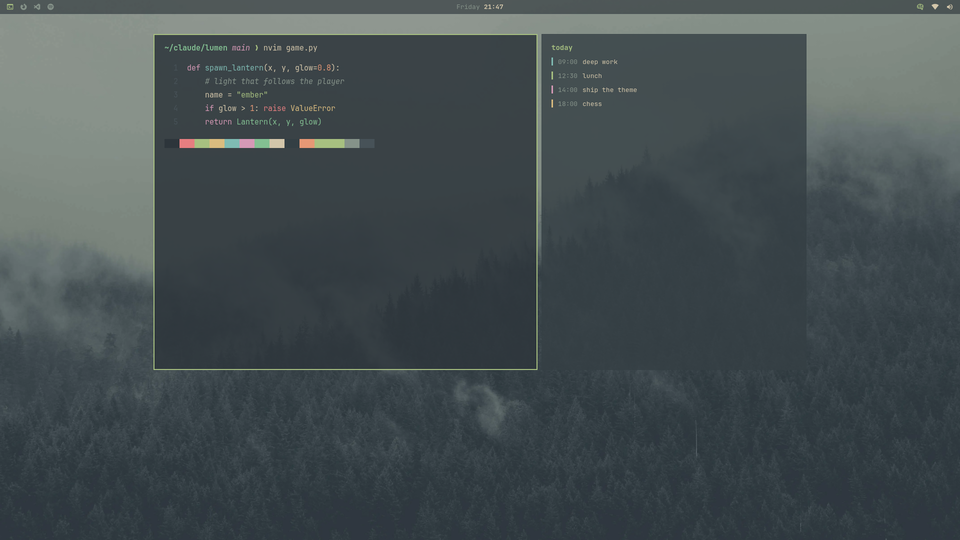 Friday 21:47
~/claude/lumen main ❯ nvim game.py
1 def spawn_lantern(x, y, glow=0.8):
2 # light that follows the player
3 name = "ember"
4 if glow > 1: raise ValueError
5 return Lantern(x, y, glow)
today
09:00 deep work
12:30 lunch
14:00 ship the theme
18:00 chess